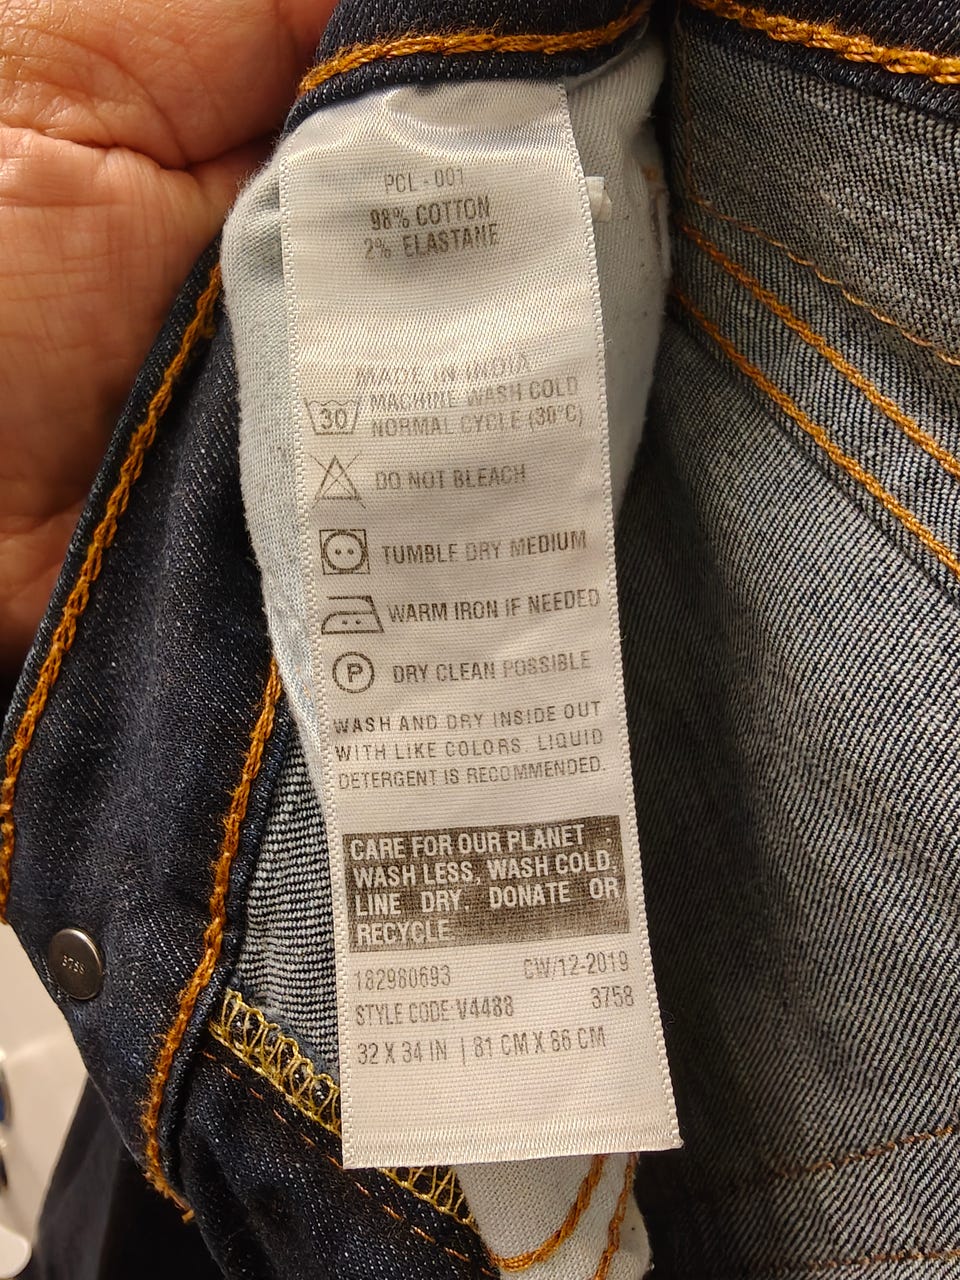 PCL - 001
98% COTTON
2% ELASTANE
MADE IN INDIA
30
MACHINE WASH COLD
NORMAL CYCLE (30°C)
DO NOT BLEACH
TUMBLE DRY MEDIUM
WARM IRON IF NEEDED
P
DRY CLEAN POSSIBLE
WASH AND DRY INSIDE OUT
WITH LIKE COLORS. LIQUID
DETERGENT IS RECOMMENDED.
CARE FOR OUR PLANET :
WASH LESS, WASH COLD,
LINE DRY. DONATE OR
RECYCLE
182980693 CW/12-2019
STYLE CODE:V4488 3758
32 X 34 IN | 81 CM X 86 CM
3758